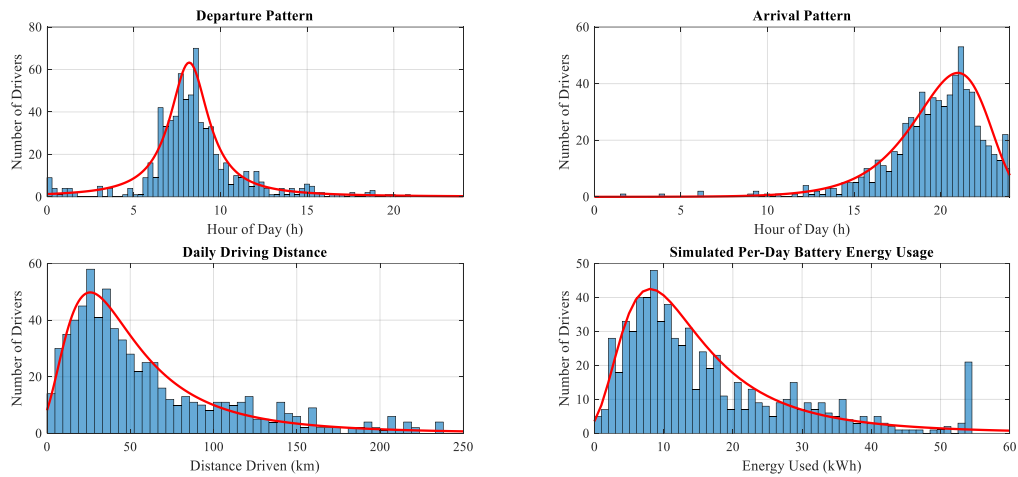 Departure Pattern
Number of Drivers
80
60
40
20
0
0 5 10 15 20
Hour of Day (h)
Arrival Pattern
Number of Drivers
60
40
20
0
0 5 10 15 20
Hour of Day (h)
Daily Driving Distance
Number of Drivers
60
40
20
0
0 50 100 150 200 250
Distance Driven (km)
Simulated Per-Day Battery Energy Usage
Number of Drivers
50
40
30
20
10
0
0 10 20 30 40 50 60
Energy Used (kWh)